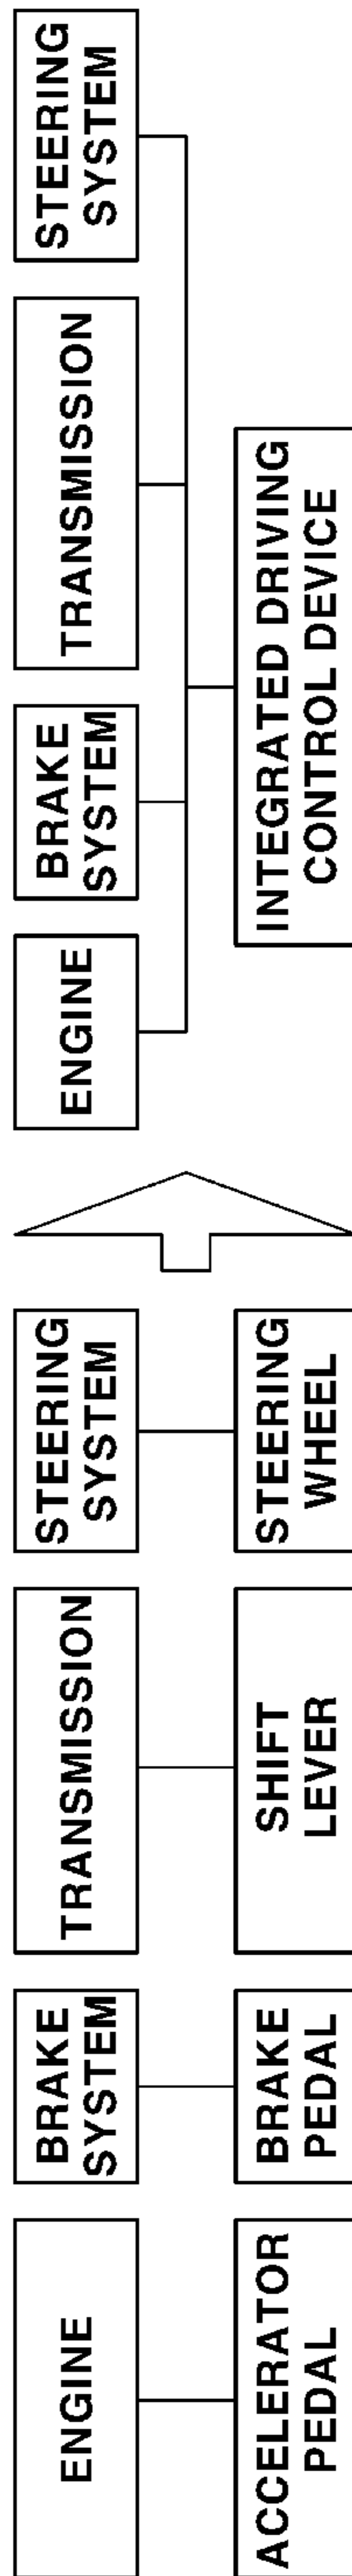 ENGINE
BRAKE
SYSTEM
TRANSMISSION
STEERING
SYSTEM
ACCELERATOR
PEDAL
BRAKE
PEDAL
SHIFT
LEVER
STEERING
WHEEL
ENGINE
BRAKE
SYSTEM
TRANSMISSION
STEERING
SYSTEM
INTEGRATED DRIVING
CONTROL DEVICE